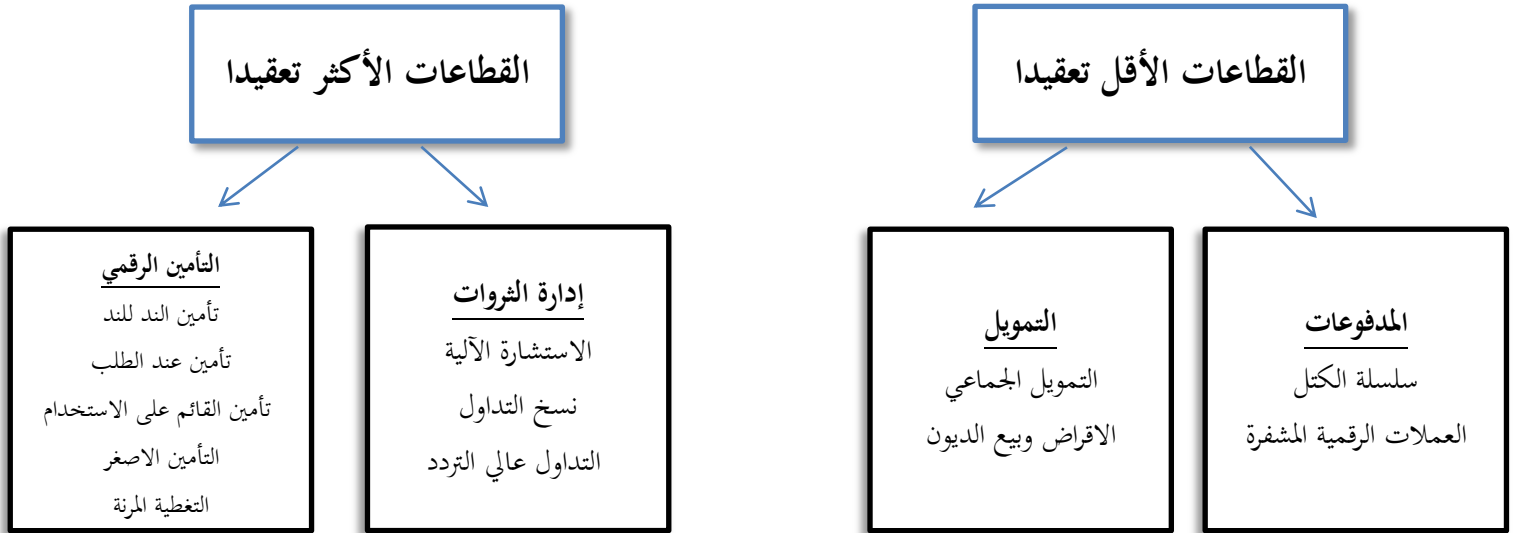 القطاعات الأقل تعقيدا
القطاعات الأكثر تعقيدا
المدفوعات
سلسلة الكتل
العملات الرقمية المشفرة
التمويل
التمويل الجماعي
الاقراض وبيع الديون
إدارة الثروات
الاستشارة الآلية
نسخ التداول
التداول عالي التردد
التأمين الرقمي
تأمين الند للند
تأمين عند الطلب
تأمين القائم على الاستخدام
التأمين الاصغر
التغطية المرنة